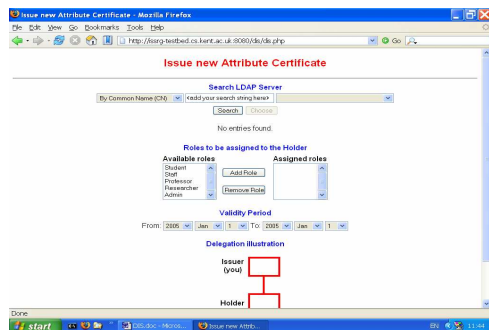 Issue new Attribute Certificate - Mozilla Firefox
File Edit View Go Bookmarks Tools Help
http://issrg-testbed.cs.kent.ac.uk:8080/dis/dis.php Go
Issue new Attribute Certificate
Search LDAP Server
By Common Name (CN) <add your search string here>
Search Choose
No entries found.
Roles to be assigned to the Holder
Available roles Assigned roles
Student
Staff
Professor
Researcher
Admin
Add Role
Remove Role
Validity Period
From: 2005 Jan 1 To: 2005 Jan 1
Delegation illustration
Issuer
(you)
Holder
Done
start DIS.doc - Micros... Issue new Attrib... EN 11:44